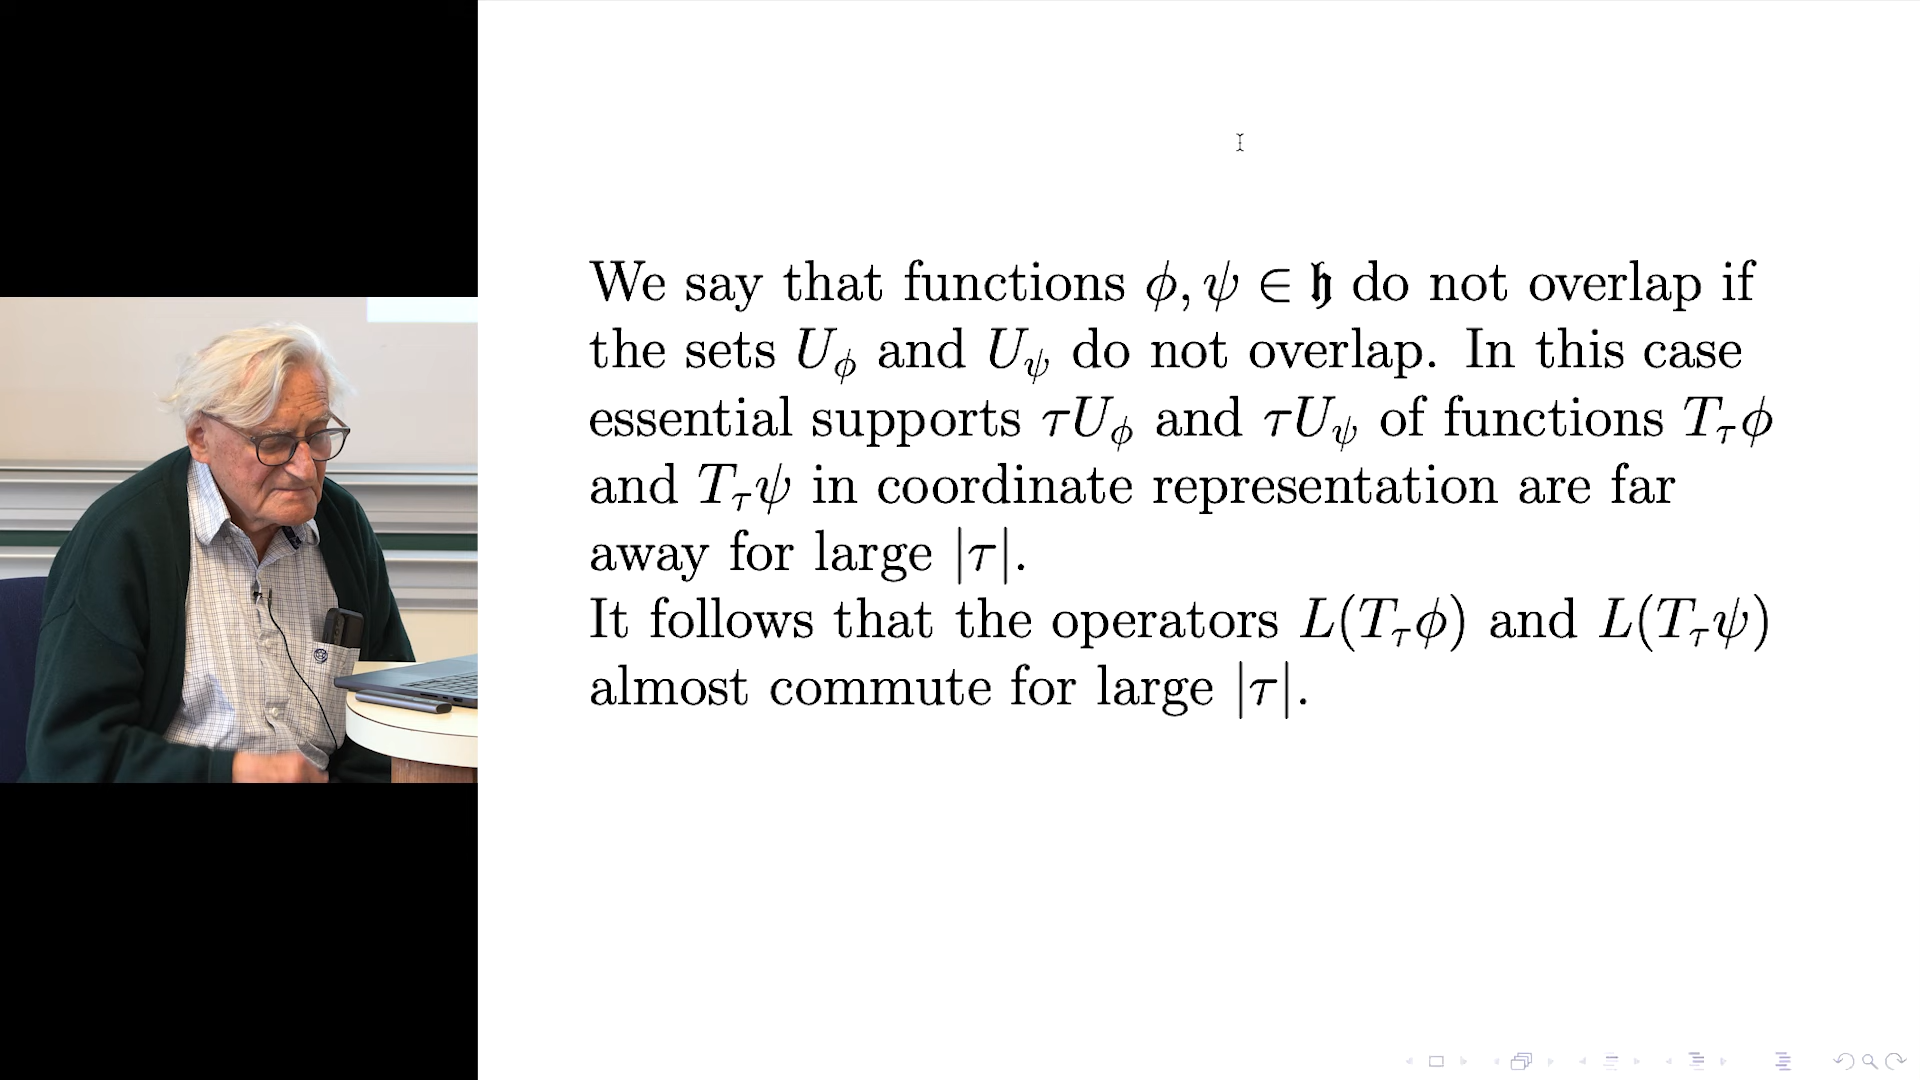 We say that functions ϕ, ψ ∈ 𝔥 do not overlap if
the sets U_ϕ and U_ψ do not overlap. In this case
essential supports τU_ϕ and τU_ψ of functions T_τϕ
and T_τψ in coordinate representation are far
away for large |τ|.
It follows that the operators L(T_τϕ) and L(T_τψ)
almost commute for large |τ|.